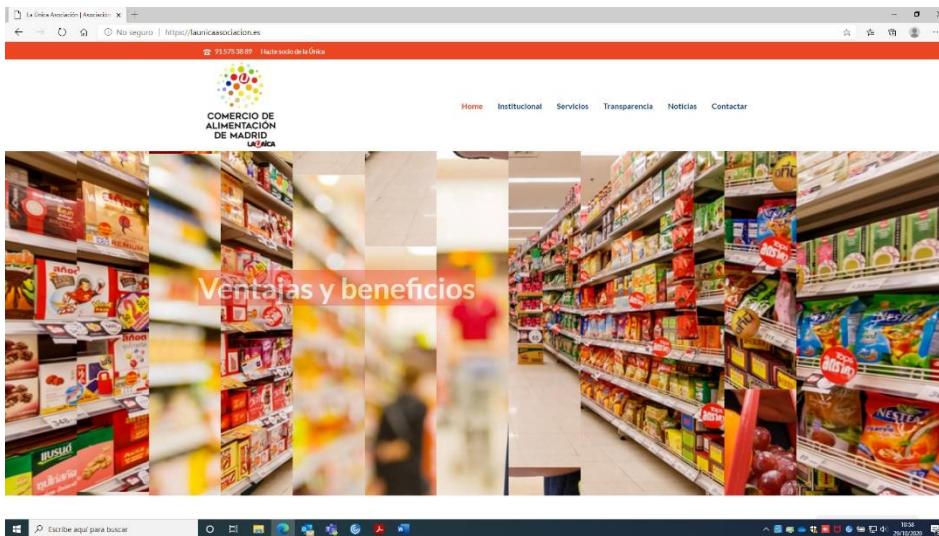 La Única Asociación | Asociación
No seguro | https://launicaasociacion.es
91 575 38 89 Hazte socio de la Única
COMERCIO DE
ALIMENTACIÓN
DE MADRID
LA ÚNICA
Home Institucional Servicios Transparencia Noticias Contactar
Ventajas y beneficios
NESTEA
Escribe aquí para buscar
18:58
29/10/2020